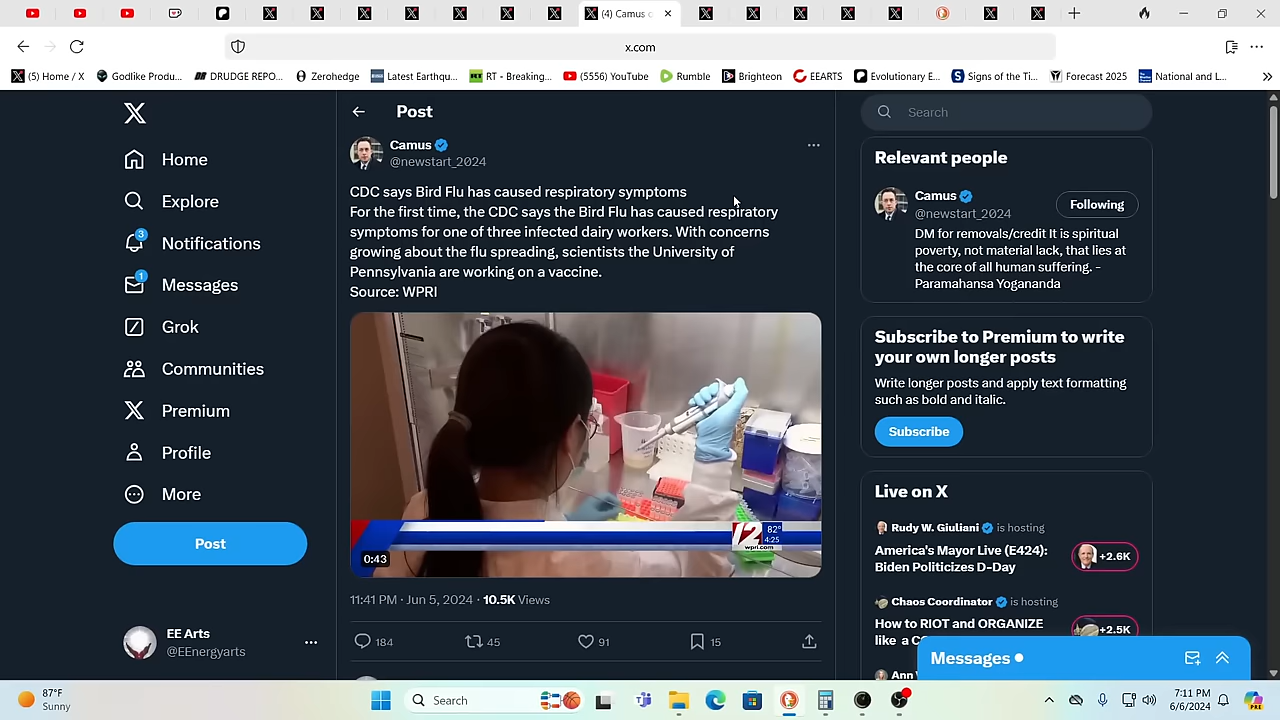 (4) Camus
x.com
(5) Home / X
Godlike Produ...
DRUDGE REPO...
Zerohedge
Latest Earthqu...
RT - Breaking...
(5556) YouTube
Rumble
Brighteon
EEARTS
Evolutionary E...
Signs of the Ti...
Forecast 2025
National and L...
Home
Explore
3
Notifications
1
Messages
Grok
Communities
Premium
Profile
More
Post
EE Arts
@EEnergyarts
Post
Camus
@newstart_2024
CDC says Bird Flu has caused respiratory symptoms
For the first time, the CDC says the Bird Flu has caused respiratory
symptoms for one of three infected dairy workers. With concerns
growing about the flu spreading, scientists the University of
Pennsylvania are working on a vaccine.
Source: WPRI
12
82°
4:25
wpri.com
0:43
11:41 PM · Jun 5, 2024 · 10.5K Views
184
45
91
15
Search
Relevant people
Camus
@newstart_2024
Following
DM for removals/credit It is spiritual
poverty, not material lack, that lies at
the core of all human suffering. -
Paramahansa Yogananda
Subscribe to Premium to write
your own longer posts
Write longer posts and apply text formatting
such as bold and italic.
Subscribe
Live on X
Rudy W. Giuliani is hosting
America's Mayor Live (E424):
Biden Politicizes D-Day
+2.6K
Chaos Coordinator is hosting
How to RIOT and ORGANIZE
like a
+2.5K
Ann
Messages
87°F
Sunny
Search
7:11 PM
6/6/2024
PRE